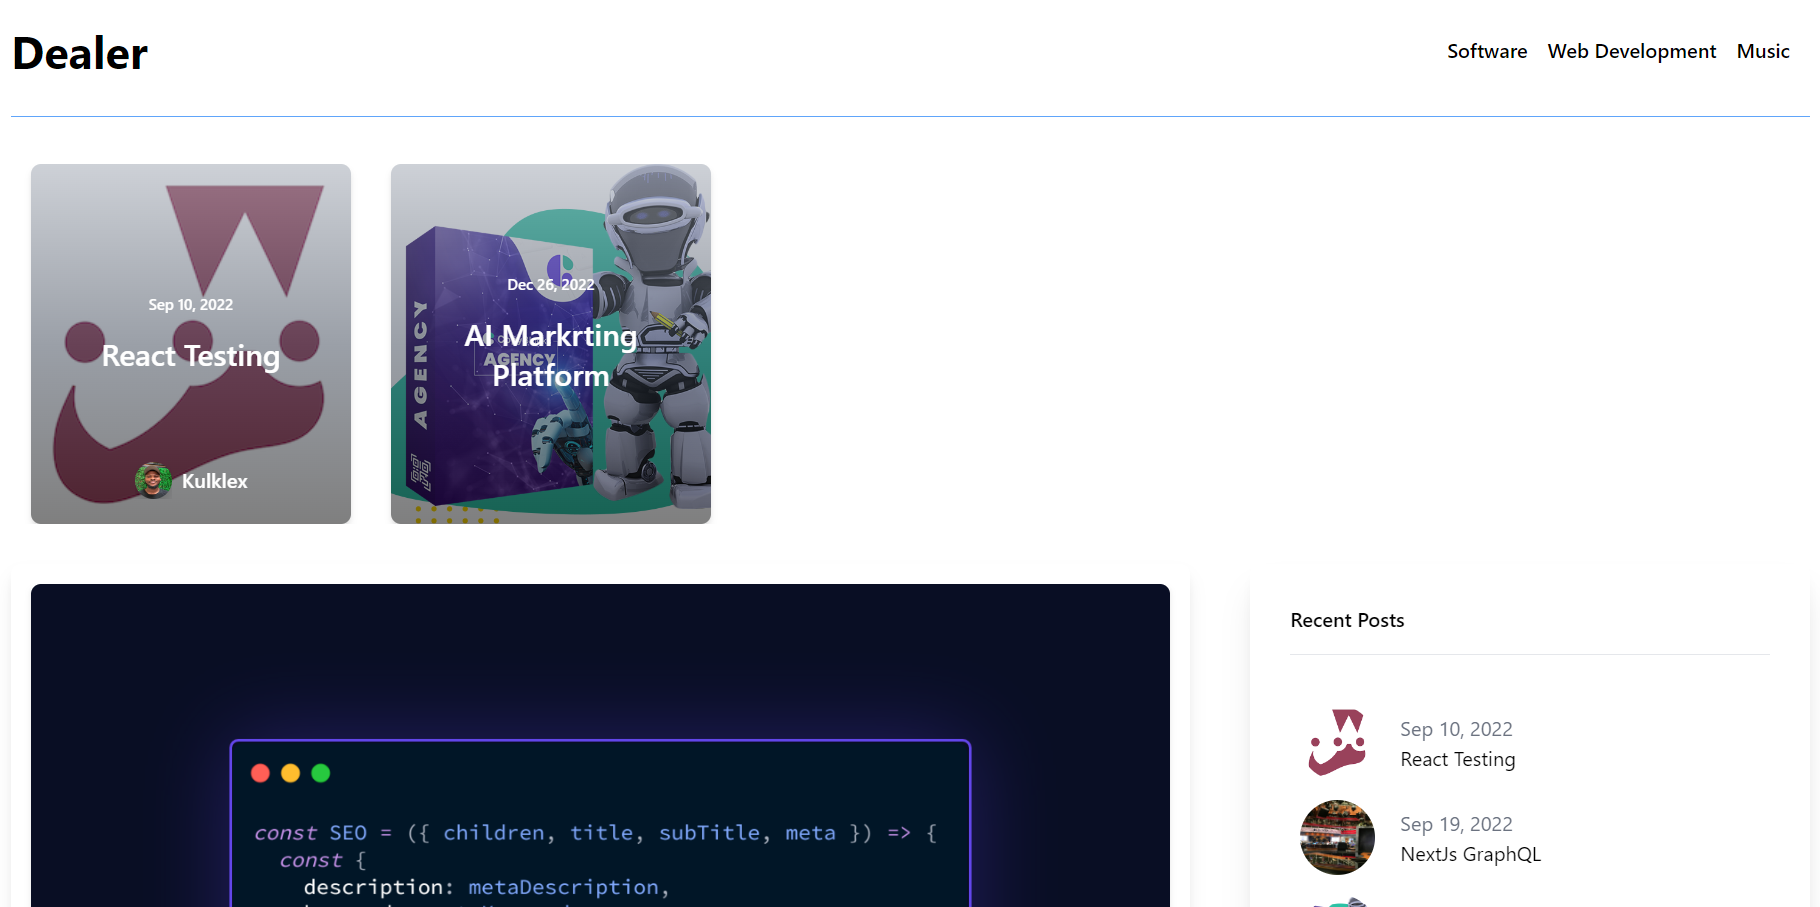 Dealer
Software Web Development Music
Sep 10, 2022
React Testing
Kulklex
Dec 26, 2022
AI Markrting
Platform
AGENCY
AGENCY
Recent Posts
Sep 10, 2022
React Testing
Sep 19, 2022
NextJs GraphQL
const SEO = ({ children, title, subTitle, meta }) => {
const {
description: metaDescription,